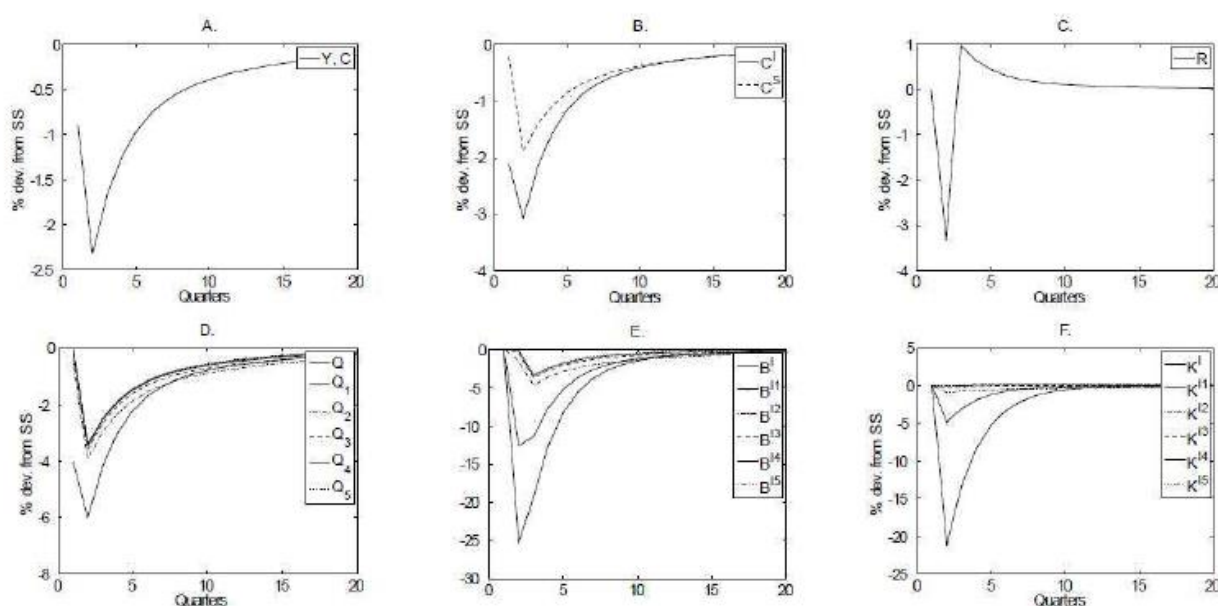 A.
0
-0.5
-1
-1.5
-2
-2.5
0 5 10 15 20
% dev. from SS
Quarters
Y, C
B.
0
-1
-2
-3
-4
0 5 10 15 20
% dev. from SS
Quarters
C^I
C^S
C.
1
0
-1
-2
-3
-4
0 5 10 15 20
% dev. from SS
Quarters
R
D.
0
-2
-4
-6
-8
0 5 10 15 20
% dev. from SS
Quarters
Q
Q_1
Q_2
Q_3
Q_4
Q_5
E.
0
-5
-10
-15
-20
-25
-30
0 5 10 15 20
% dev. from SS
Quarters
B^I
B^I1
B^I2
B^I3
B^I4
B^I5
F.
5
0
-5
-10
-15
-20
-25
0 5 10 15 20
% dev. from SS
Quarters
K^I
K^I1
K^I2
K^I3
K^I4
K^I5